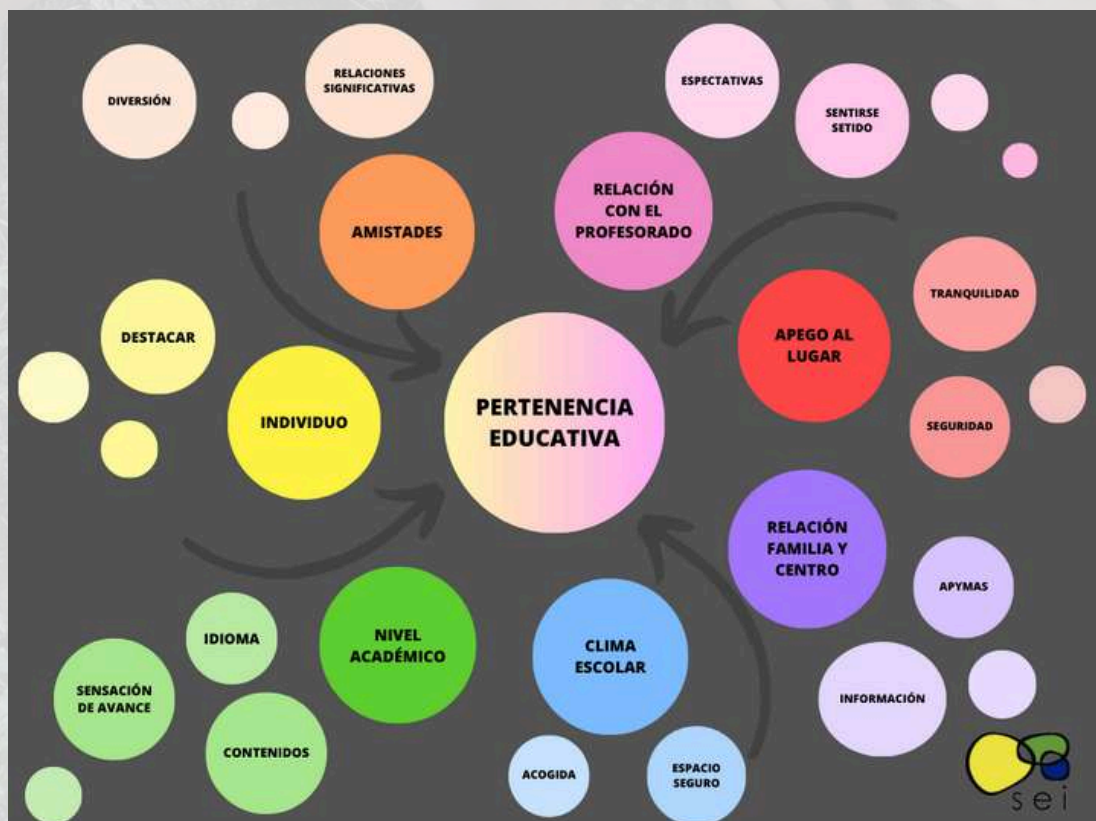 DIVERSIÓN
RELACIONES
SIGNIFICATIVAS
ESPECTATIVAS
SENTIRSE
SETIDO
AMISTADES
RELACIÓN
CON EL
PROFESORADO
TRANQUILIDAD
DESTACAR
APEGO AL
LUGAR
INDIVIDUO
PERTENENCIA
EDUCATIVA
SEGURIDAD
RELACIÓN
FAMILIA Y
CENTRO
APYMAS
IDIOMA
NIVEL
ACADÉMICO
CLIMA
ESCOLAR
SENSACIÓN
DE AVANCE
INFORMACIÓN
CONTENIDOS
ACOGIDA
ESPACIO
SEGURO
sei